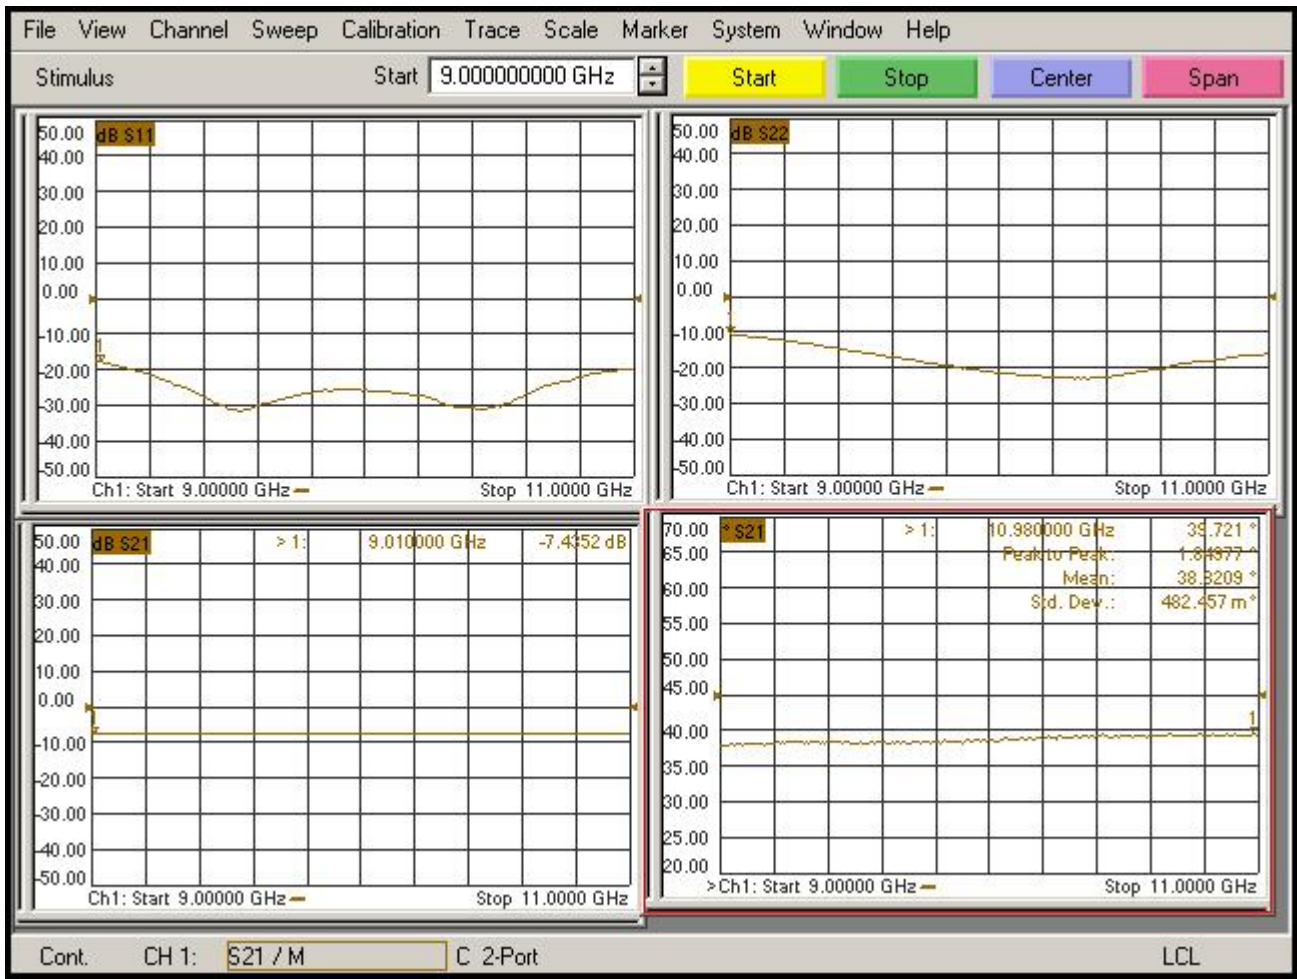 File View Channel Sweep Calibration Trace Scale Marker System Window Help
Stimulus Start 9.000000000 GHz Start Stop Center Span
50.00 dB S11
40.00
30.00
20.00
10.00
0.00
-10.00
1
-20.00
-30.00
-40.00
-50.00
Ch1: Start 9.00000 GHz Stop 11.0000 GHz
50.00 dB S22
40.00
30.00
20.00
10.00
0.00
-10.00
-20.00
-30.00
-40.00
-50.00
Ch1: Start 9.00000 GHz Stop 11.0000 GHz
50.00 dB S21 > 1: 9.010000 GHz -7.4352 dB
40.00
30.00
20.00
10.00
0.00
-10.00
-20.00
-30.00
-40.00
-50.00
Ch1: Start 9.00000 GHz Stop 11.0000 GHz
70.00 ° S21 > 1: 10.980000 GHz 39.721 °
65.00 Peak to Peak: 1.84977 °
Mean: 38.8209 °
60.00 Std. Dev.: 482.457 m°
55.00
50.00
45.00
1
40.00
35.00
30.00
25.00
20.00
>Ch1: Start 9.00000 GHz Stop 11.0000 GHz
Cont. CH 1: S21 / M C 2-Port LCL